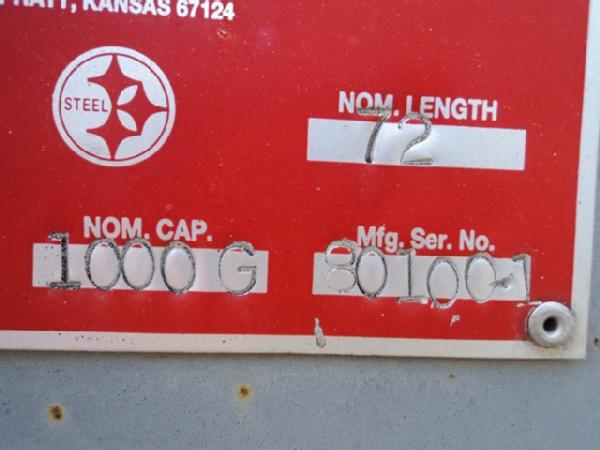 PRATT, KANSAS 67124
STEEL
NOM. LENGTH
72
NOM. CAP.
1000 G
Mfg. Ser. No.
80100-1